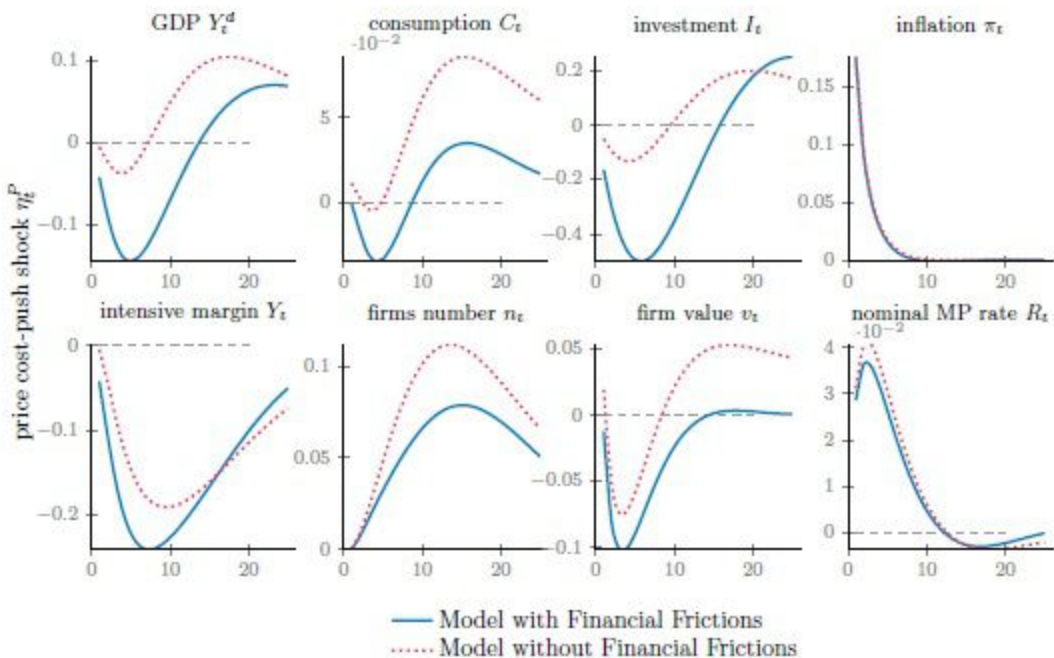 GDP Y_t^d
consumption C_t
investment I_t
inflation π_t
·10^{-2}
0.1
0
−0.1
5
0
0.2
0
−0.2
−0.4
0.15
0.1
0.05
0
0 10 20
0 10 20
0 10 20
0 10 20
price cost-push shock η_t^P
intensive margin Y_t
firms number n_t
firm value v_t
nominal MP rate R_t
·10^{-2}
0
−0.1
−0.2
0.1
0.05
0
0.05
0
−0.05
−0.1
4
3
2
1
0
0 10 20
0 10 20
0 10 20
0 10 20
Model with Financial Frictions
Model without Financial Frictions